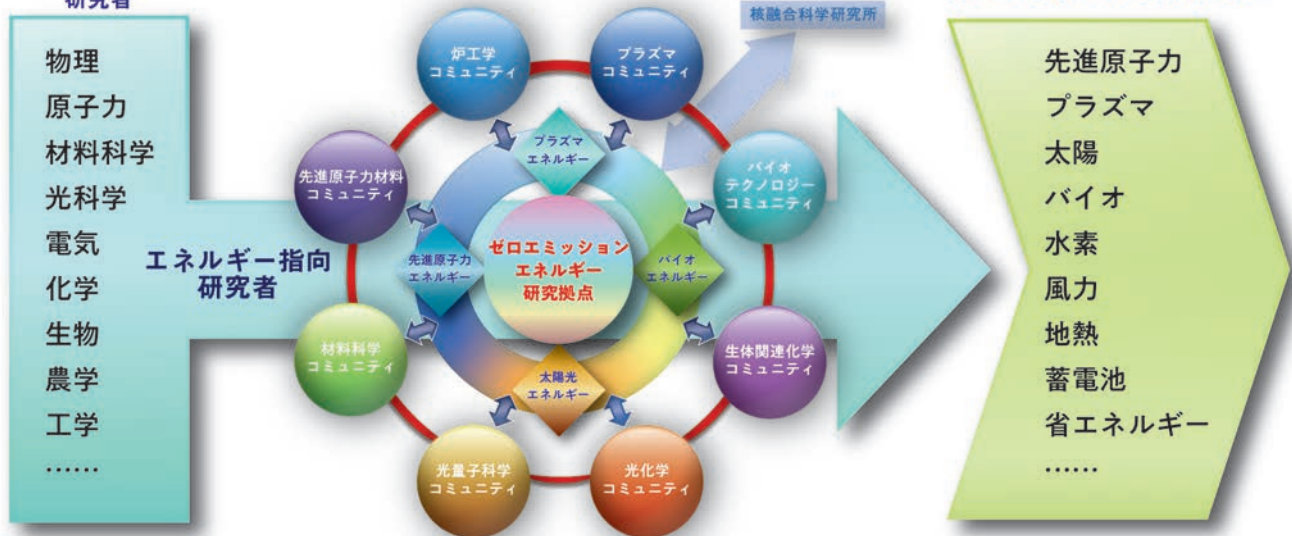 研究者
物理
原子力
材料科学
光科学
電気
化学
生物
農学
工学
……
エネルギー指向
研究者
核融合科学研究所
炉工学
コミュニティ
プラズマ
コミュニティ
先進原子力材料
コミュニティ
バイオ
テクノロジー
コミュニティ
材料科学
コミュニティ
生体関連化学
コミュニティ
光量子科学
コミュニティ
光化学
コミュニティ
プラズマ
エネルギー
先進原子力
エネルギー
バイオ
エネルギー
太陽光
エネルギー
ゼロエミッション
エネルギー
研究拠点
先進原子力
プラズマ
太陽
バイオ
水素
風力
地熱
蓄電池
省エネルギー
……